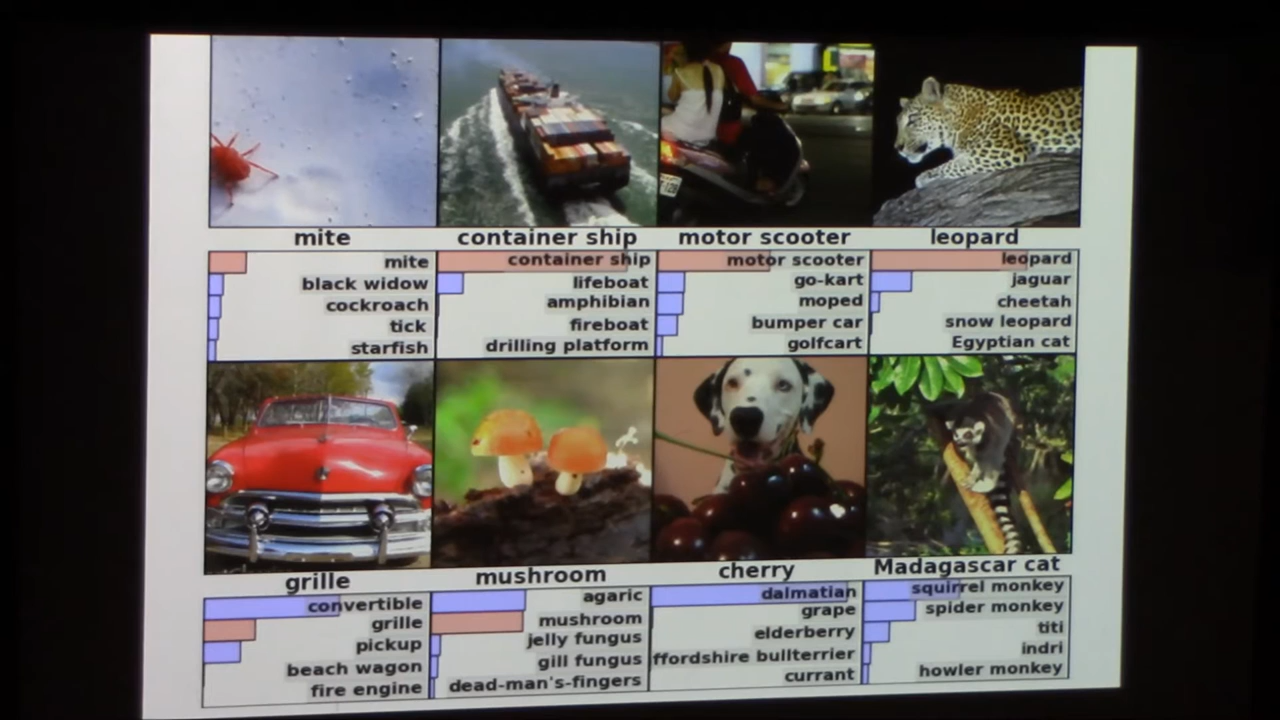 mite
container ship
motor scooter
leopard
mite
black widow
cockroach
tick
starfish
container ship
lifeboat
amphibian
fireboat
drilling platform
motor scooter
go-kart
moped
bumper car
golfcart
leopard
jaguar
cheetah
snow leopard
Egyptian cat
grille
mushroom
cherry
Madagascar cat
convertible
grille
pickup
beach wagon
fire engine
agaric
mushroom
jelly fungus
gill fungus
dead-man's-fingers
dalmatian
grape
elderberry
ffordshire bullterrier
currant
squirrel monkey
spider monkey
titi
indri
howler monkey